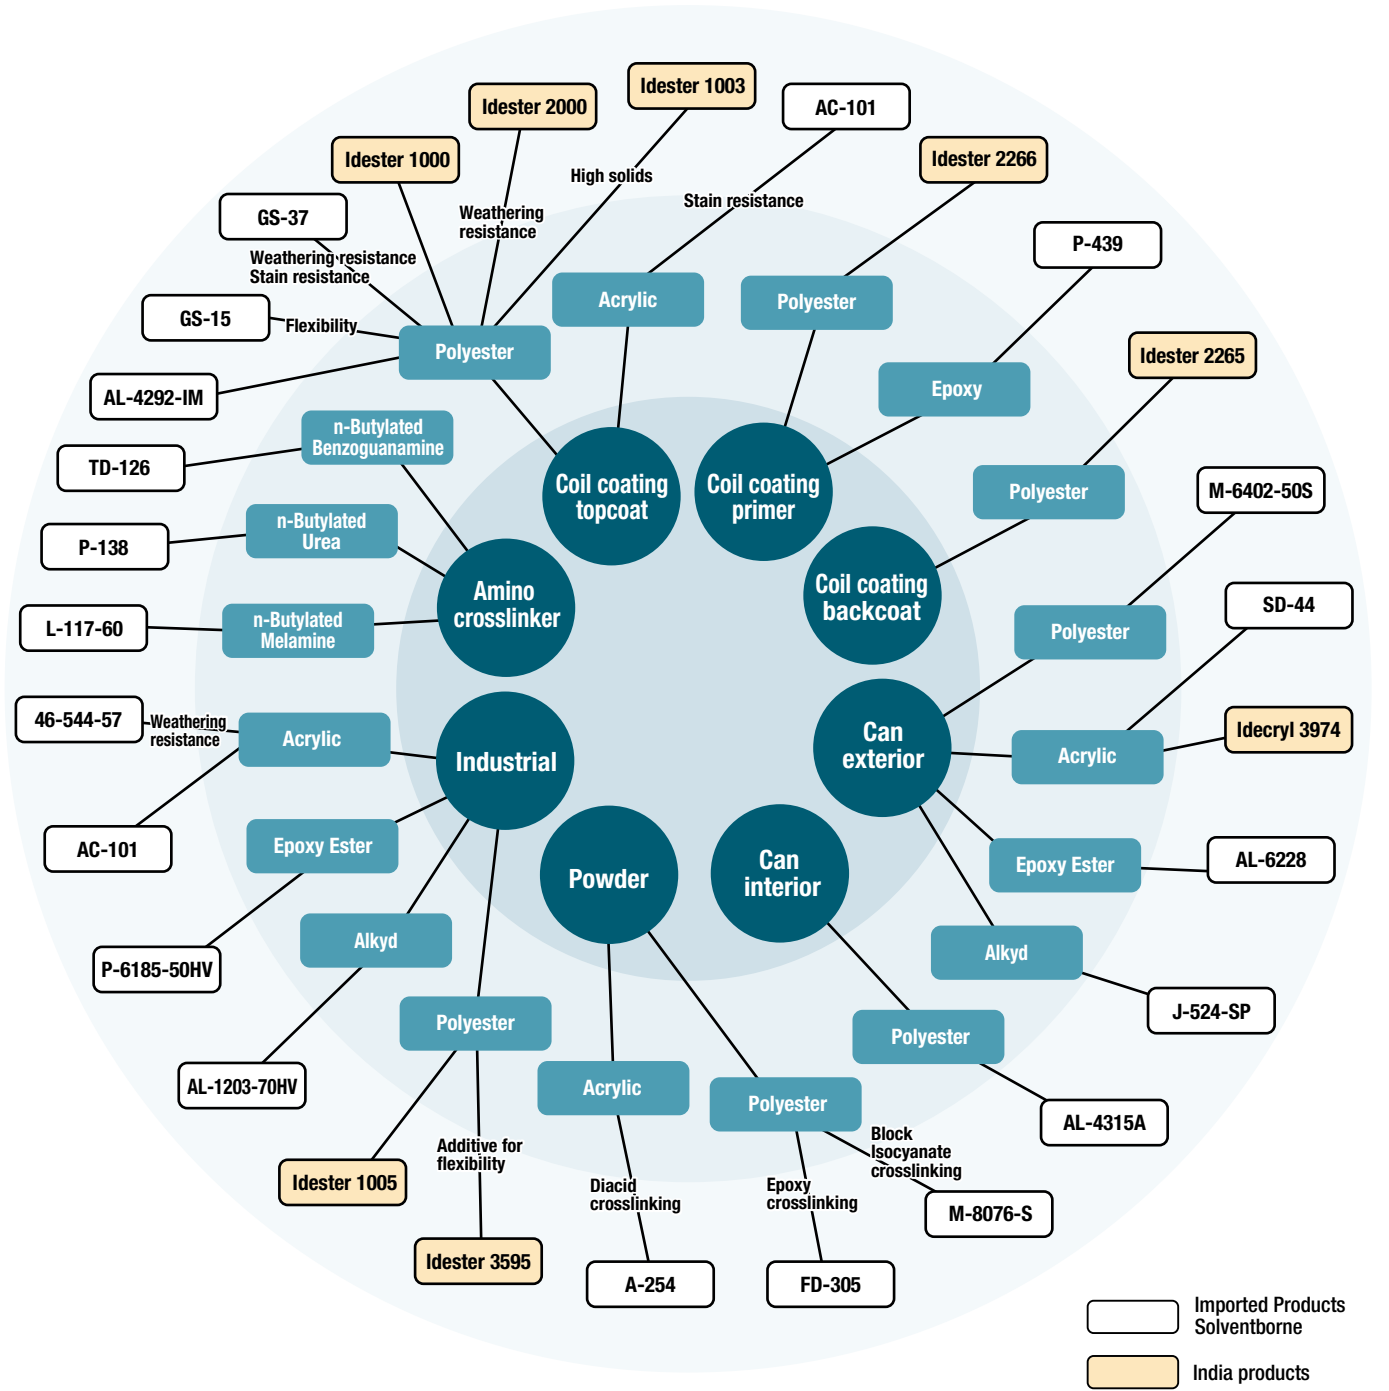 Idester 1003
Idester 2000
AC-101
Idester 1000
Idester 2266
High solids
Stain resistance
GS-37
Weathering
resistance
P-439
Weathering resistance
Stain resistance
GS-15
Flexibility
Acrylic
Polyester
Polyester
Idester 2265
AL-4292-IM
Epoxy
n-Butylated
Benzoguanamine
TD-126
Coil coating
topcoat
Coil coating
primer
Polyester
M-6402-50S
n-Butylated
Urea
P-138
Amino
crosslinker
Coil coating
backcoat
SD-44
L-117-60
n-Butylated
Melamine
Polyester
46-544-57
Weathering
resistance
Acrylic
Industrial
Can
exterior
Acrylic
Idecryl 3974
AC-101
Epoxy Ester
Powder
Can
interior
Epoxy Ester
AL-6228
P-6185-50HV
Alkyd
Alkyd
J-524-SP
Polyester
Polyester
AL-1203-70HV
Acrylic
Polyester
AL-4315A
Additive for
flexibility
Block
Isocyanate
crosslinking
Idester 1005
Diacid
crosslinking
Epoxy
crosslinking
M-8076-S
Idester 3595
A-254
FD-305
Imported Products
Solventborne
India products